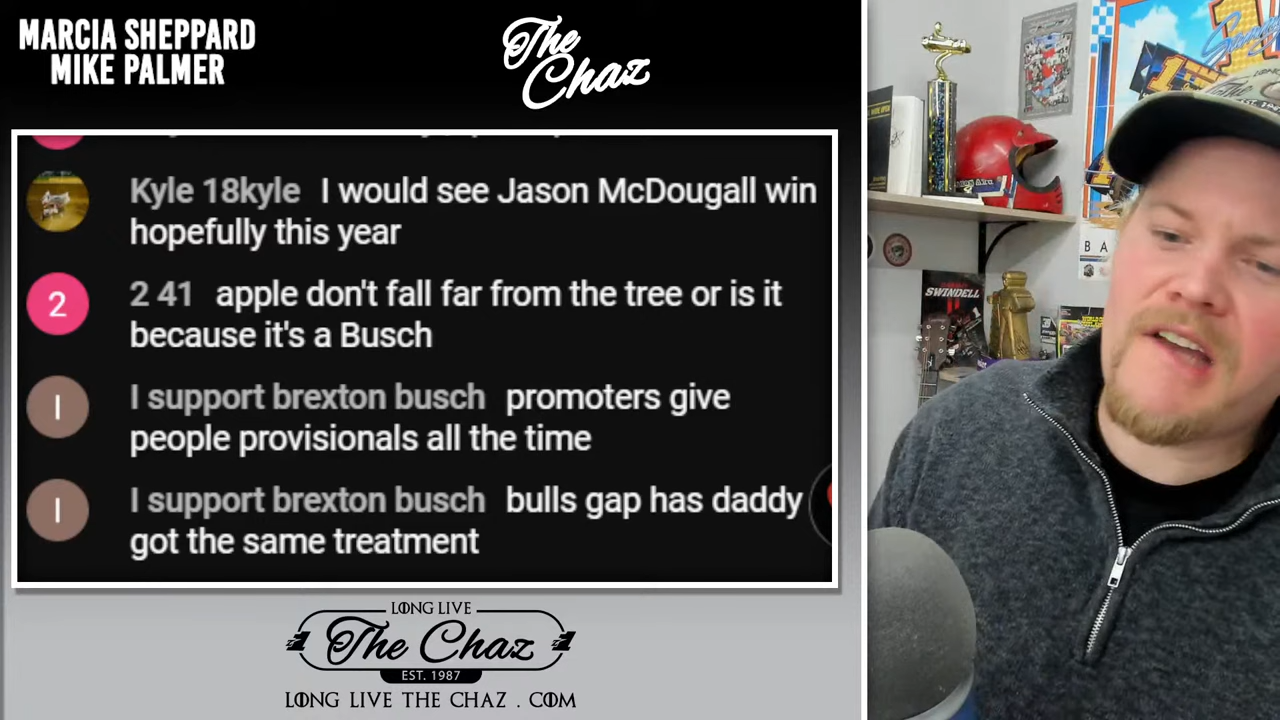 MARCIA SHEPPARD
MIKE PALMER
The
Chaz
Kyle 18kyle I would see Jason McDougall win
hopefully this year
2
2 41 apple don't fall far from the tree or is it
because it's a Busch
I
I support brexton busch promoters give
people provisionals all the time
I
I support brexton busch bulls gap has daddy
got the same treatment
LONG LIVE
The Chaz
EST. 1987
LONG LIVE THE CHAZ . COM
SWINDELL
BA